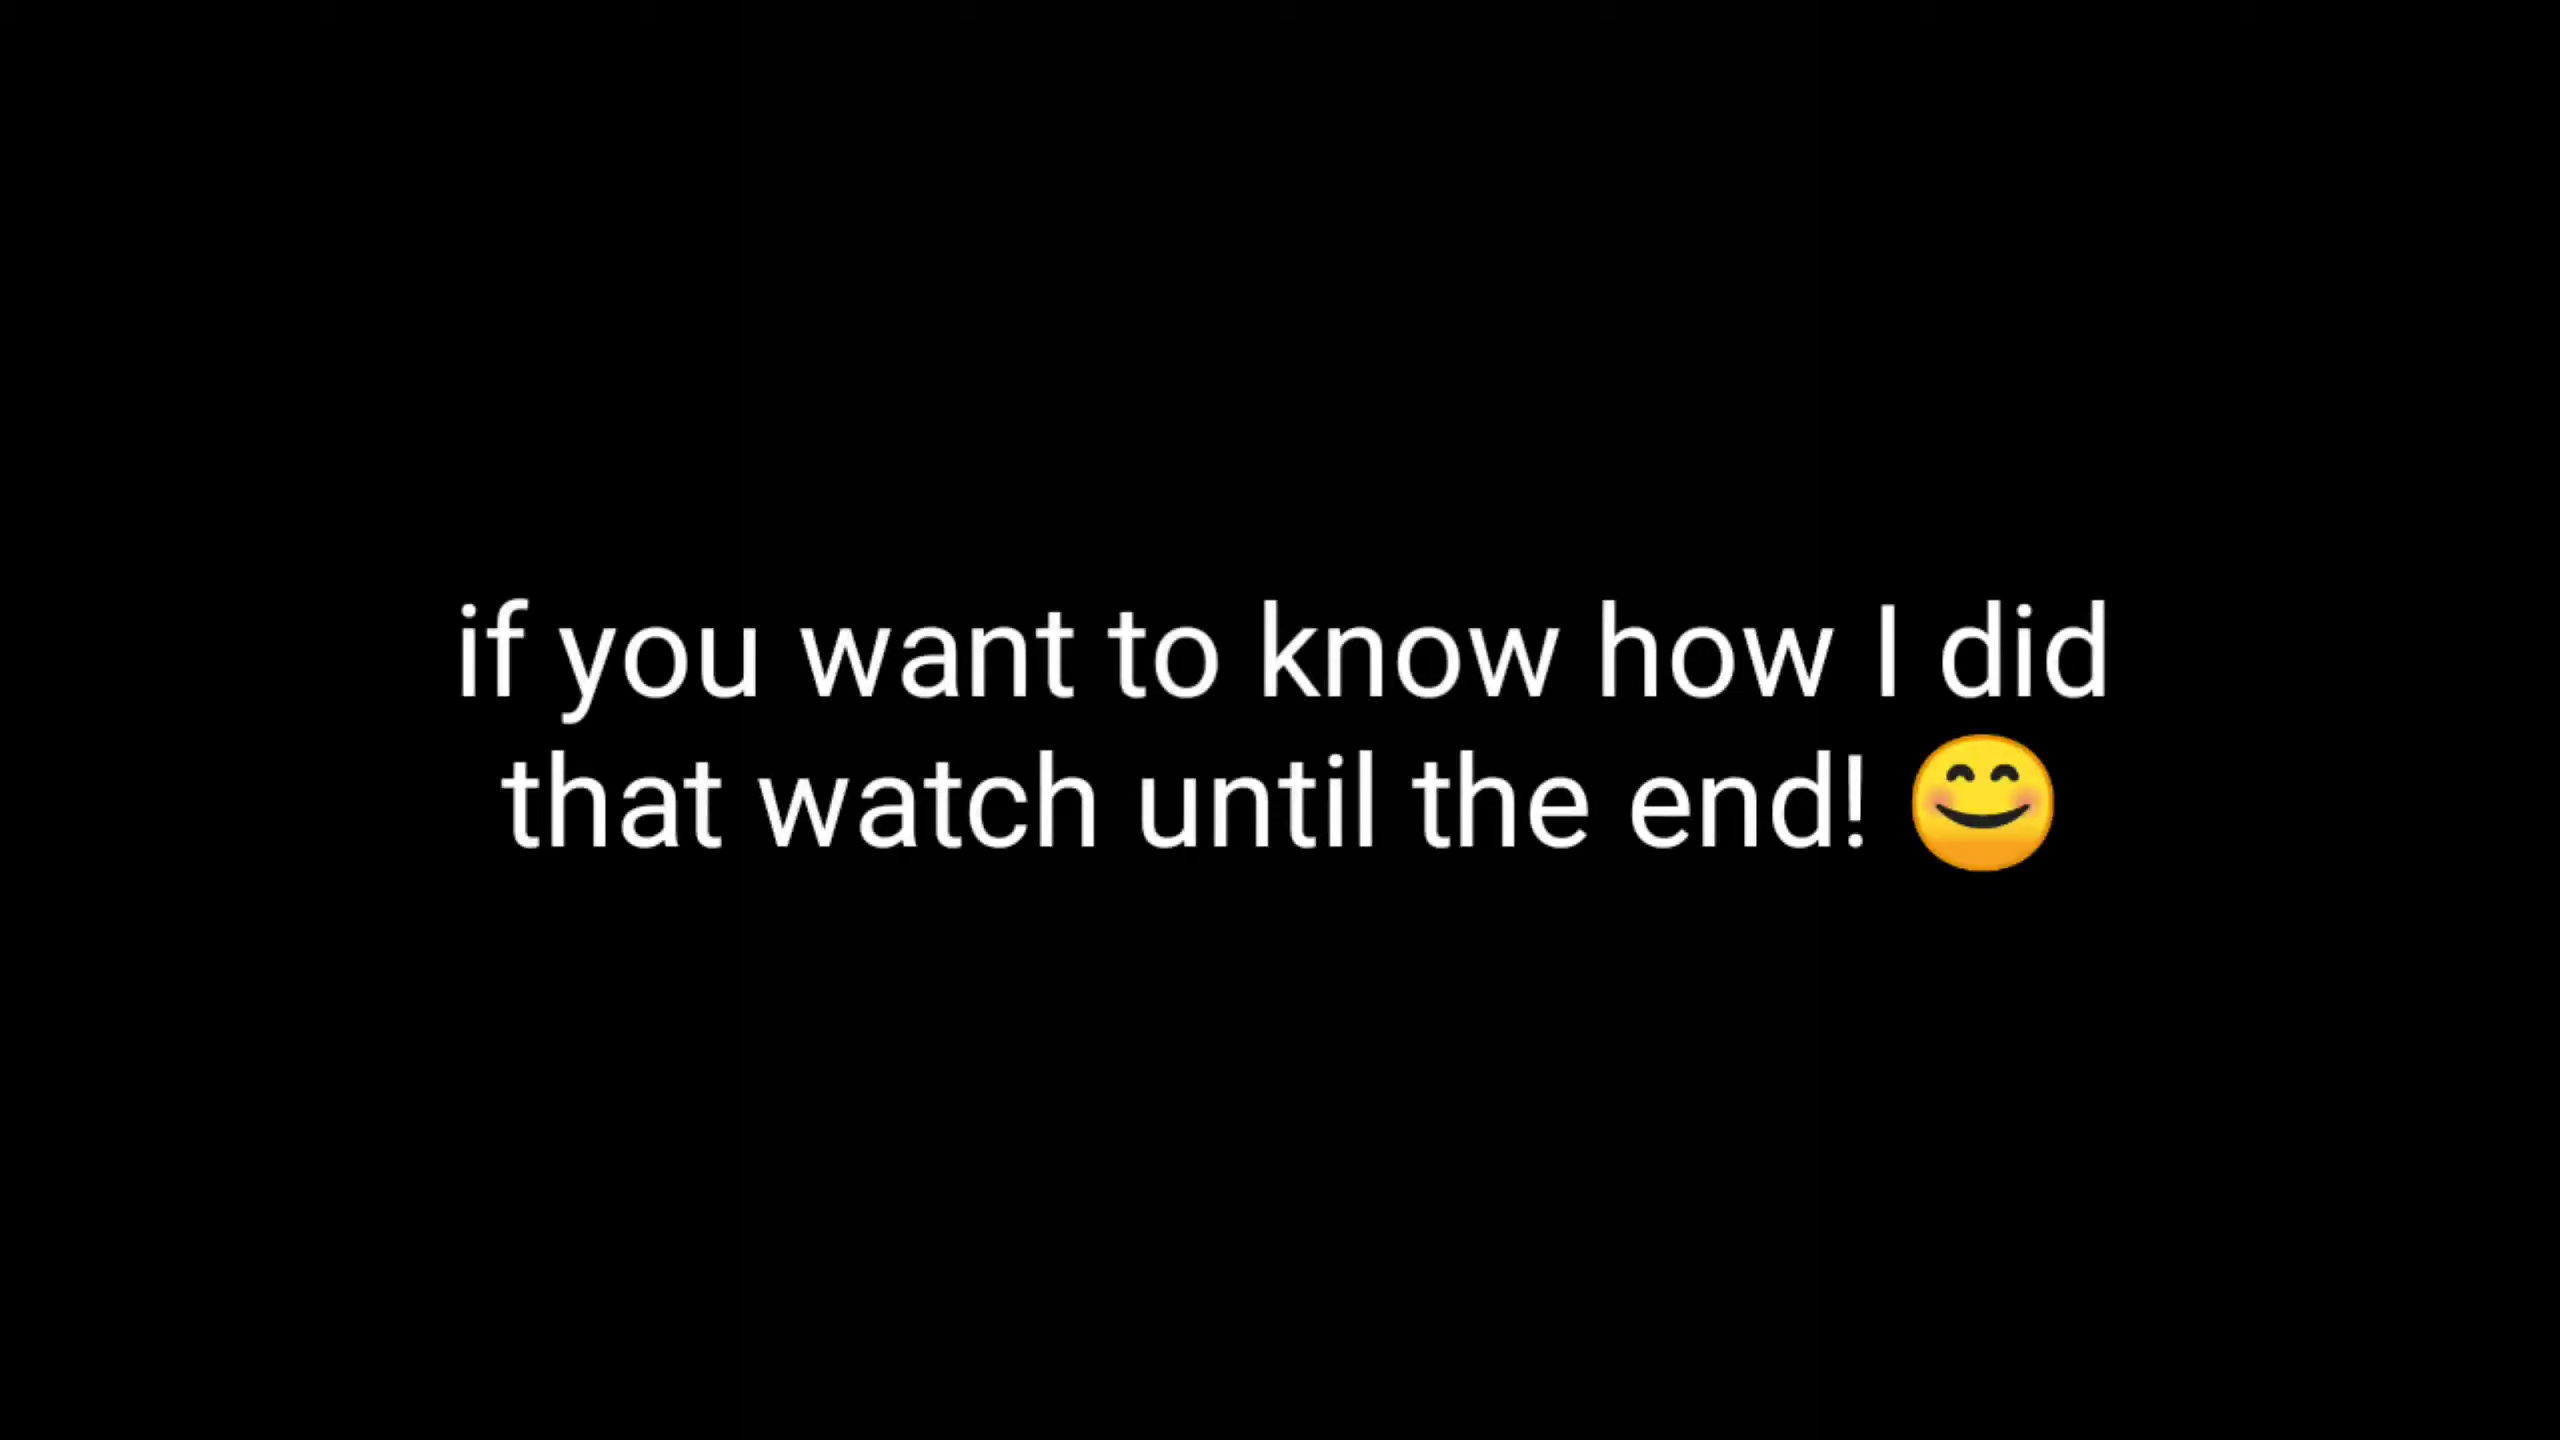 if you want to know how I did
that watch until the end! 😊